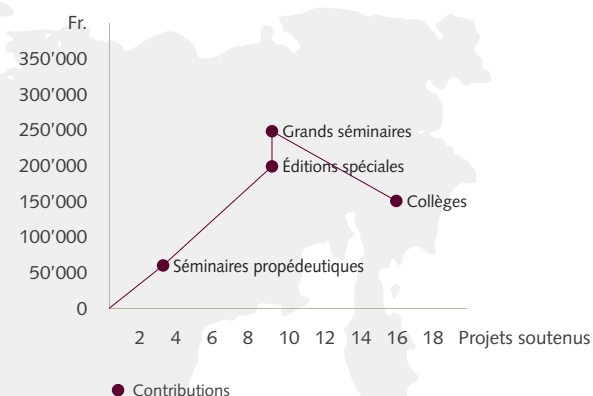 Fr.
350’000
300’000
250’000
Grands séminaires
200’000
Éditions spéciales
150’000
Collèges
100’000
50’000
Séminaires propédeutiques
0
2 4 6 8 10 12 14 16 18 Projets soutenus
Contributions